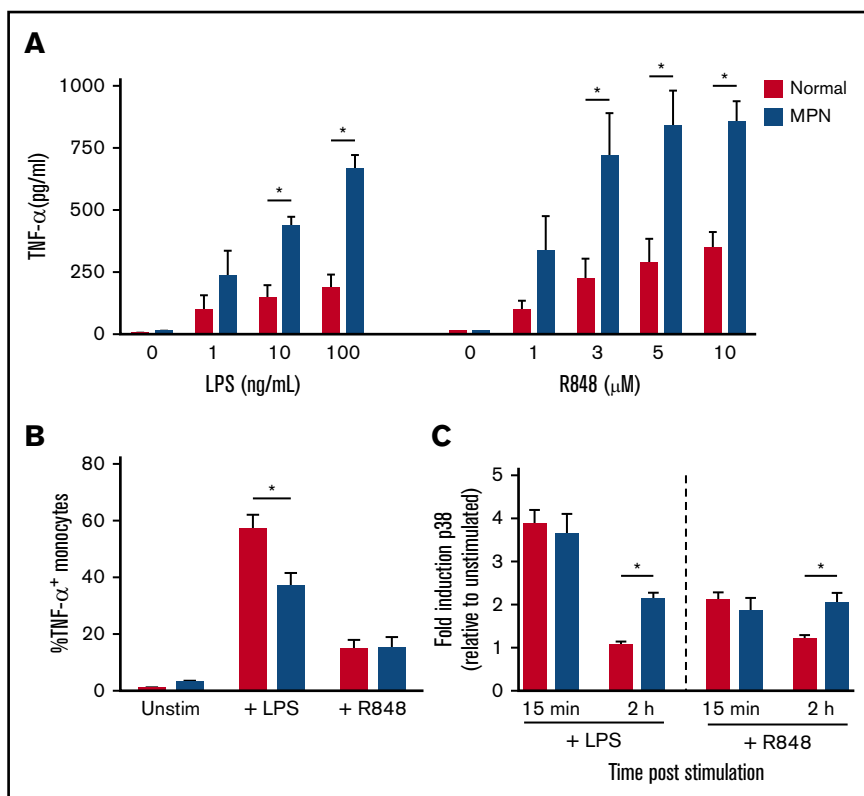 A
1000
750
500
250
0
TNF-α(pg/ml)
* * * * *
Normal
MPN
0 1 10 100 0 1 3 5 10
LPS (ng/mL) R848 (μM)
B
80
60
40
20
0
%TNF-α⁺ monocytes
*
Unstim + LPS + R848
C
5
4
3
2
1
0
Fold induction p38
(relative to unstimulated)
* *
15 min 2 h 15 min 2 h
+ LPS + R848
Time post stimulation